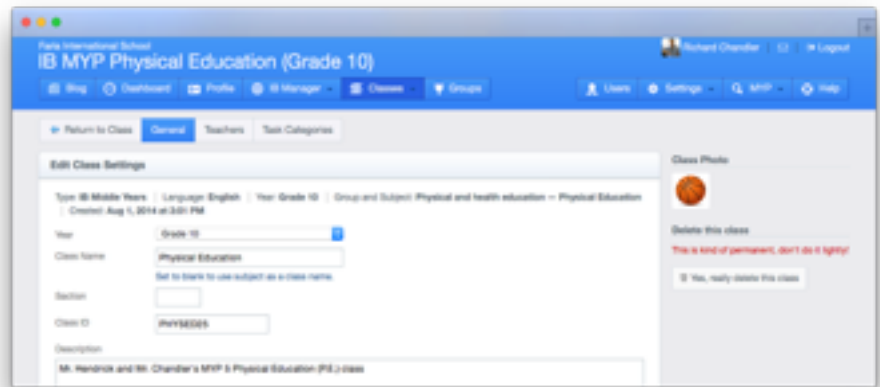 Faria International School
IB MYP Physical Education (Grade 10)
Richard Chandler Logout
Blog Dashboard Profile IB Manager Classes Groups Users Settings MYP Help
Return to Class General Teachers Task Categories
Edit Class Settings
Type: IB Middle Years | Language: English | Year: Grade 10 | Group and Subject: Physical and health education — Physical Education
| Created: Aug 1, 2014 at 3:01 PM
Year Grade 10
Class Name Physical Education
Set to blank to use subject as a class name.
Section
Class ID
Description
Mr. Hendrick and Mr. Chandler's MYP 5 Physical Education (P.E.) class
Class Photo
Delete this class
This is kind of permanent, don't do it lightly!
Yes, really delete this class